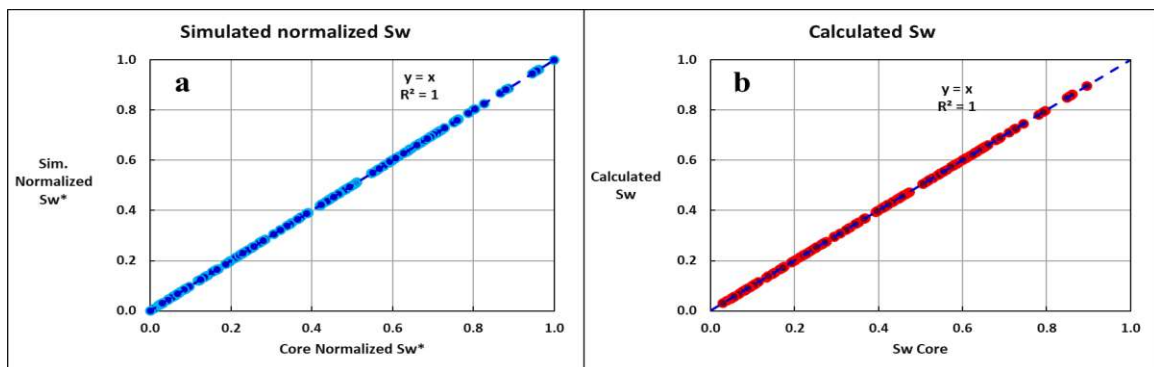 Simulated normalized Sw
a
y = x
R² = 1
1.0
0.8
0.6
0.4
0.2
0.0
Sim.
Normalized
Sw*
0.0 0.2 0.4 0.6 0.8 1.0
Core Normalized Sw*
Calculated Sw
b
y = x
R² = 1
1.0
0.8
0.6
0.4
0.2
0.0
Calculated
Sw
0.0 0.2 0.4 0.6 0.8 1.0
Sw Core